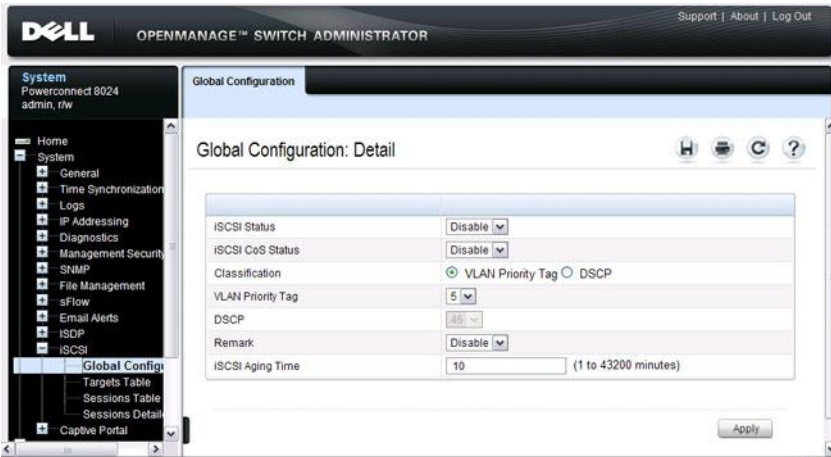 Support | About | Log Out
DELL
OPENMANAGE™ SWITCH ADMINISTRATOR
System
Powerconnect 8024
admin, r/w
Global Configuration
Home
System
General
Time Synchronization
Logs
IP Addressing
Diagnostics
Management Security
SNMP
File Management
sFlow
Email Alerts
ISDP
iSCSI
Global Configu
Targets Table
Sessions Table
Sessions Detaile
Captive Portal
Global Configuration: Detail
iSCSI Status Disable
iSCSI CoS Status Disable
Classification VLAN Priority Tag DSCP
VLAN Priority Tag 5
DSCP 46
Remark Disable
iSCSI Aging Time 10 (1 to 43200 minutes)
Apply